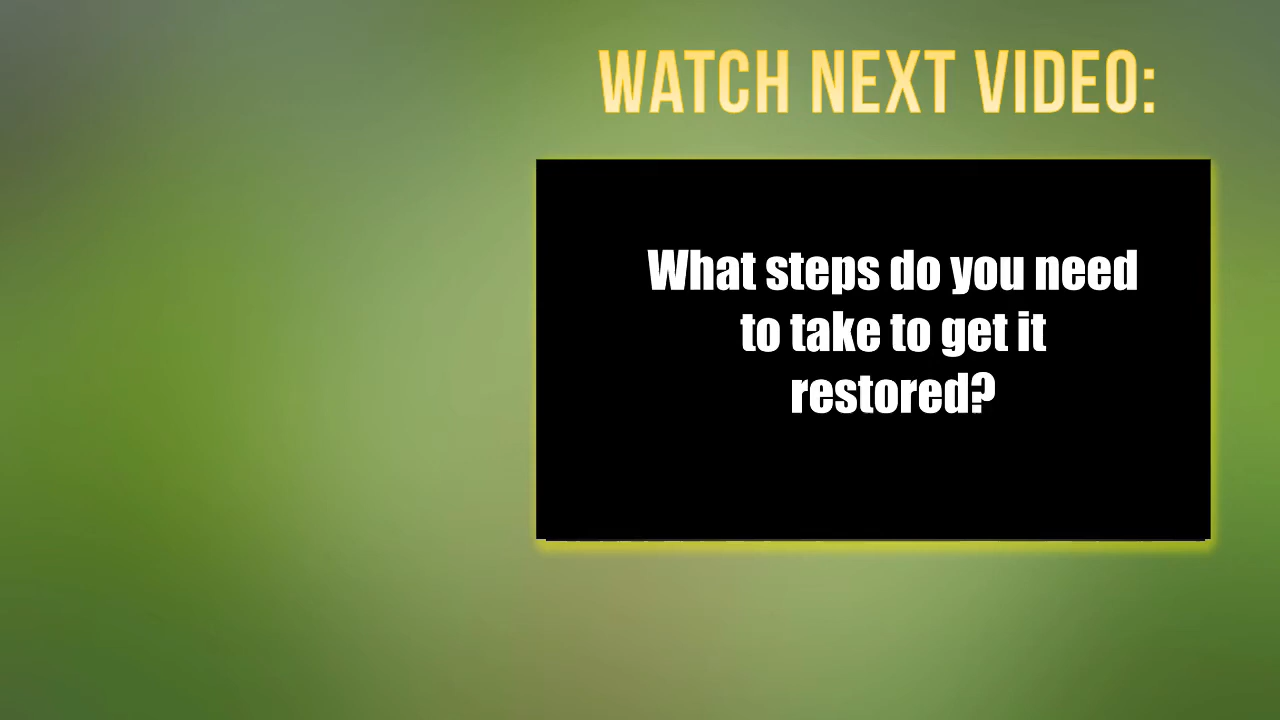 WATCH NEXT VIDEO:
What steps do you need
to take to get it
restored?